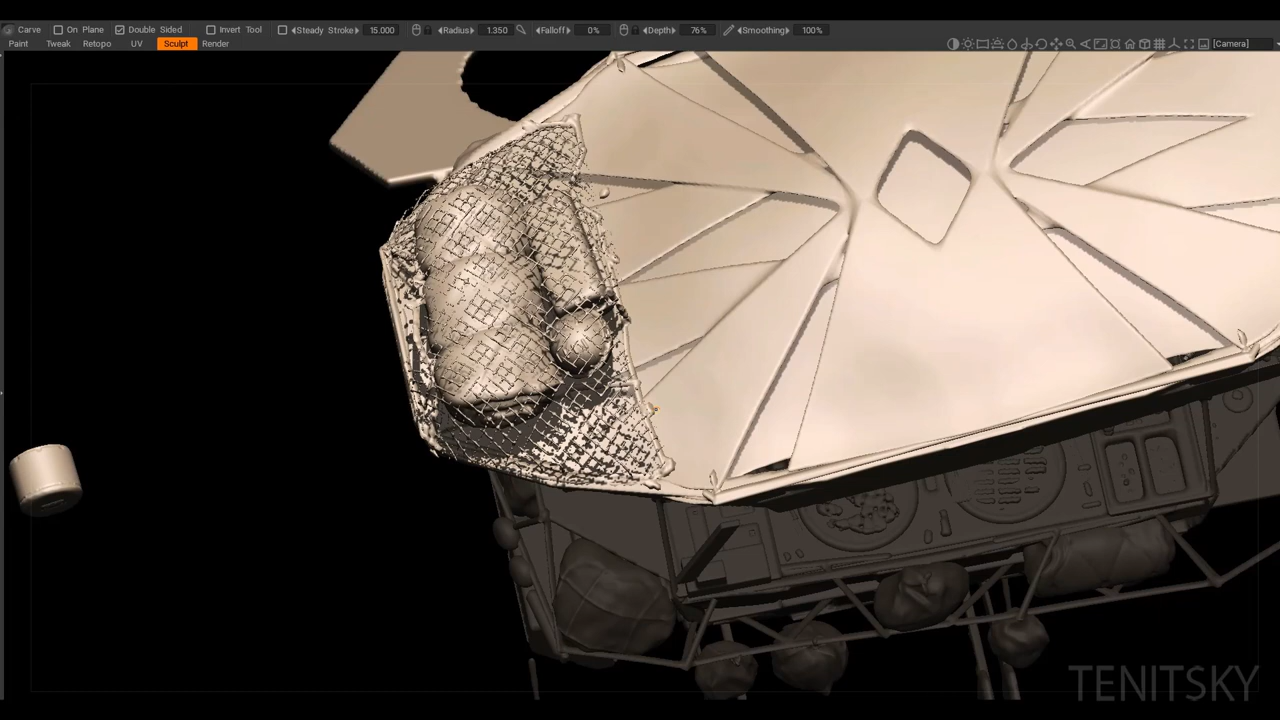 Carve On Plane Double Sided Invert Tool Steady Stroke 15.000 Radius 1.350 Falloff 0% Depth 76% Smoothing 100%
Paint Tweak Retopo UV Sculpt Render [Camera]
TENITSKY